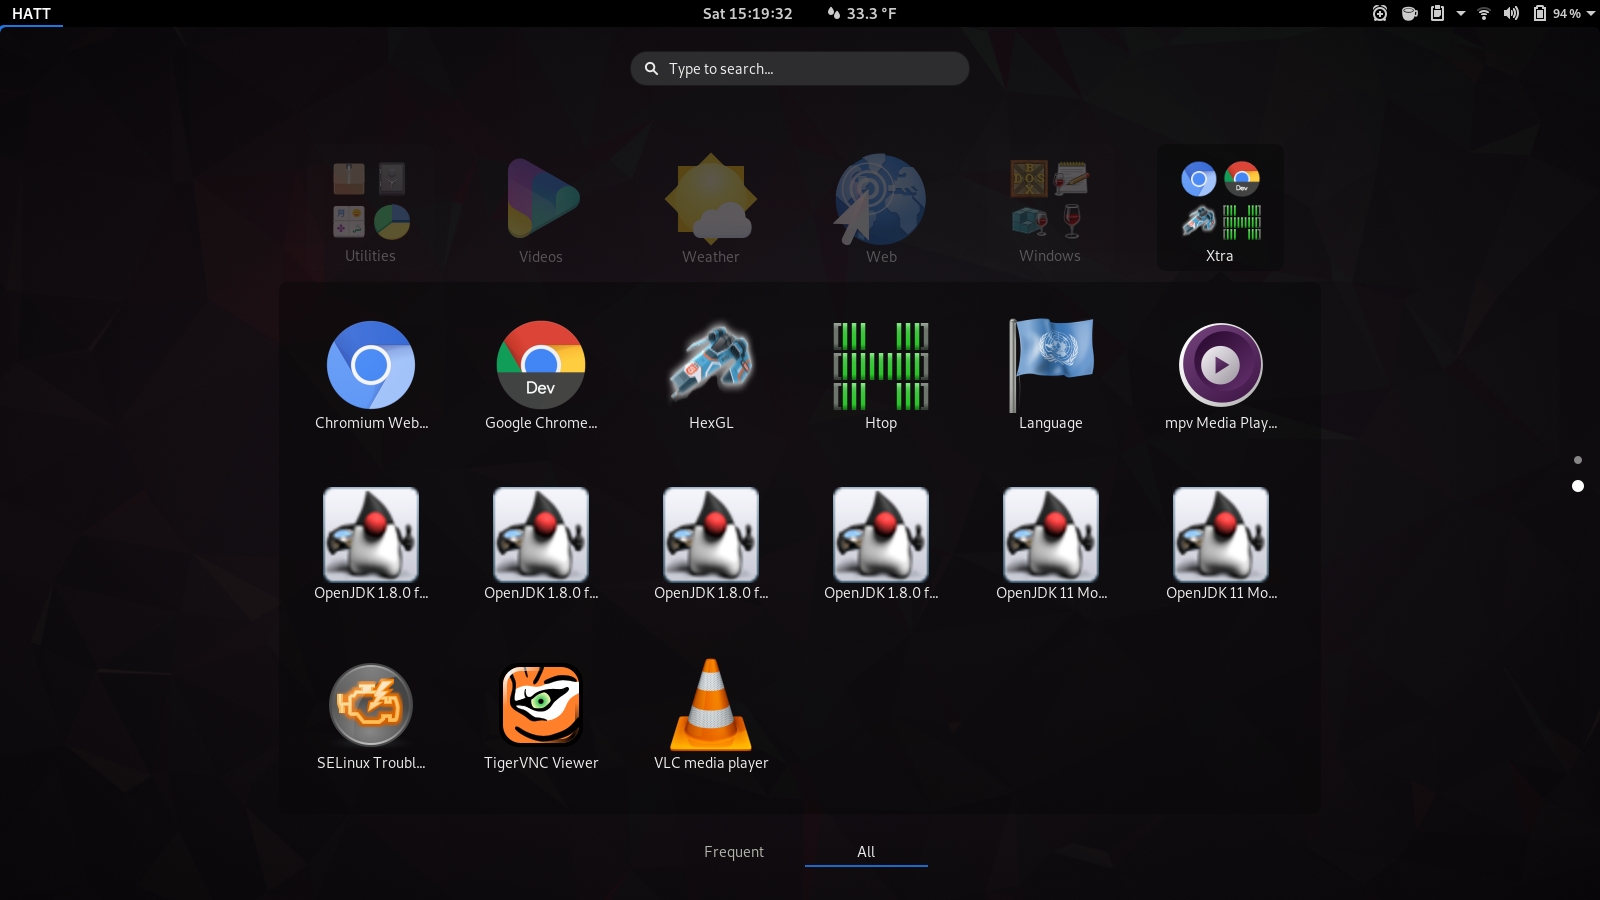 HATT
Sat 15:19:32
33.3 °F
94 %
Type to search...
Utilities
Videos
Weather
Web
Windows
Xtra
Dev
Chromium Web...
Google Chrome...
HexGL
Htop
Language
mpv Media Play...
OpenJDK 1.8.0 f...
OpenJDK 1.8.0 f...
OpenJDK 1.8.0 f...
OpenJDK 1.8.0 f...
OpenJDK 11 Mo...
OpenJDK 11 Mo...
SELinux Troubl...
TigerVNC Viewer
VLC media player
Frequent
All